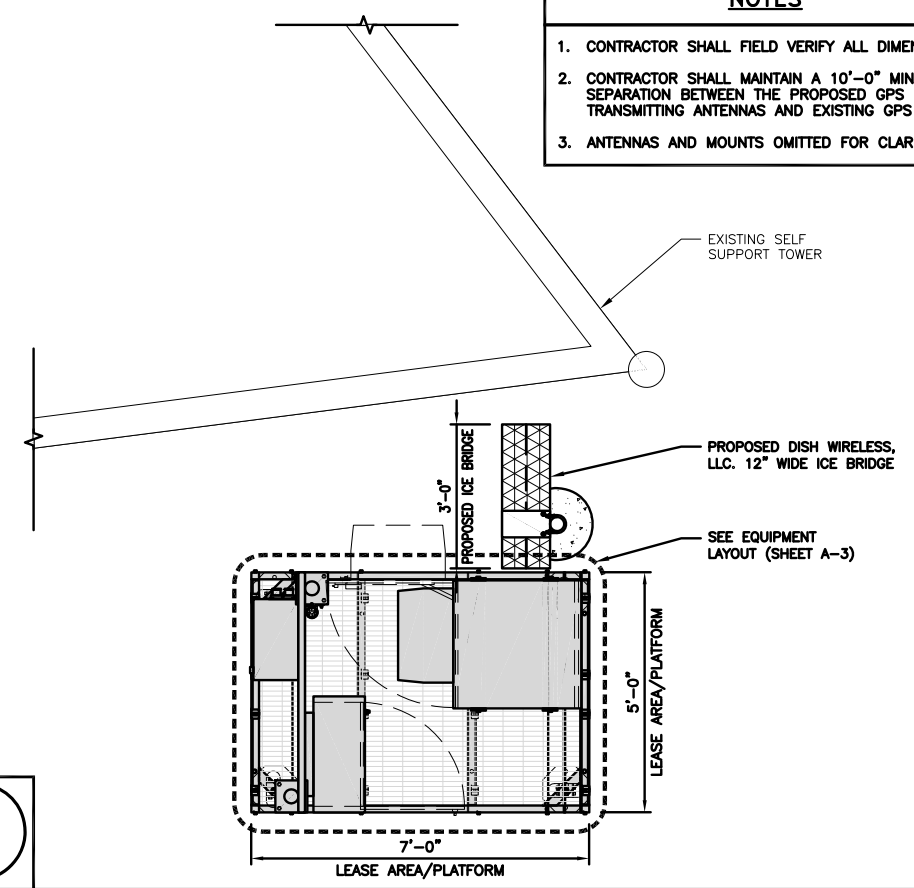 NOTES
1. CONTRACTOR SHALL FIELD VERIFY ALL
2. CONTRACTOR SHALL MAINTAIN A 10'-0"
SEPARATION BETWEEN THE PROPOSED GPS
TRANSMITTING ANTENNAS AND EXISTING GPS
3. ANTENNAS AND MOUNTS OMITTED FOR
EXISTING SELF
SUPPORT TOWER
3'-0"
PROPOSED ICE BRIDGE
PROPOSED DISH WIRELESS,
LLC. 12" WIDE ICE BRIDGE
SEE EQUIPMENT
LAYOUT (SHEET A-3)
5'-0"
LEASE AREA/PLATFORM
7'-0"
LEASE AREA/PLATFORM